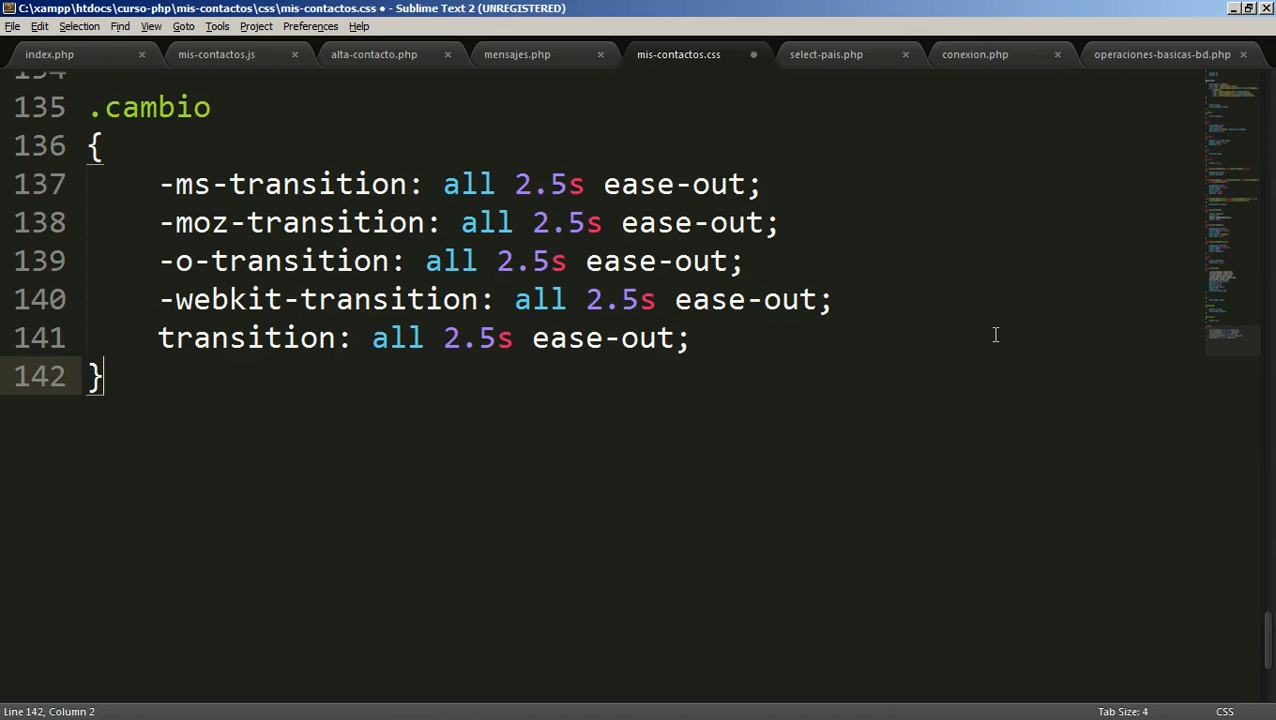 C:\xampp\htdocs\curso-php\mis-contactos\css\mis-contactos.css • - Sublime Text 2 (UNREGISTERED)
File Edit Selection Find View Goto Tools Project Preferences Help
index.php mis-contactos.js alta-contacto.php mensajes.php mis-contactos.css select-pais.php conexion.php operaciones-basicas-bd.php
134
135 .cambio
136 {
137 -ms-transition: all 2.5s ease-out;
138 -moz-transition: all 2.5s ease-out;
139 -o-transition: all 2.5s ease-out;
140 -webkit-transition: all 2.5s ease-out;
141 transition: all 2.5s ease-out;
142 }
Line 142, Column 2 Tab Size: 4 CSS